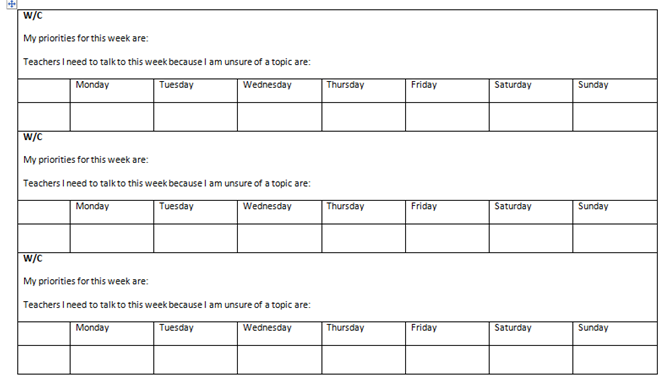 W/C
My priorities for this week are:
Teachers I need to talk to this week because I am unsure of a topic are:
Monday Tuesday Wednesday Thursday Friday Saturday Sunday
W/C
My priorities for this week are:
Teachers I need to talk to this week because I am unsure of a topic are:
Monday Tuesday Wednesday Thursday Friday Saturday Sunday
W/C
My priorities for this week are:
Teachers I need to talk to this week because I am unsure of a topic are:
Monday Tuesday Wednesday Thursday Friday Saturday Sunday